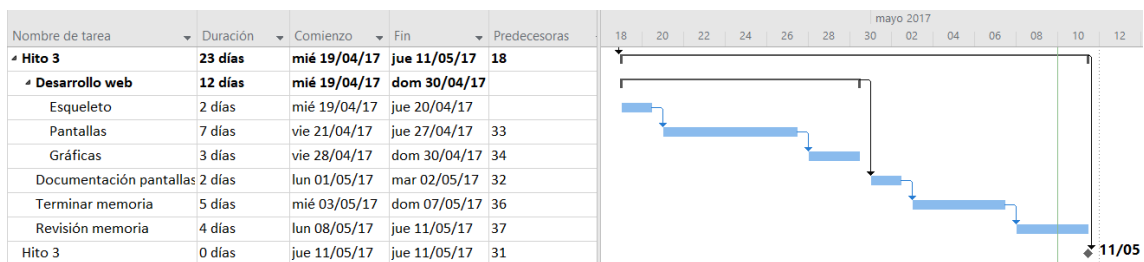 mayo 2017
Nombre de tarea Duración Comienzo Fin Predecesoras 18 20 22 24 26 28 30 02 04 06 08 10 12
Hito 3 23 días mié 19/04/17 jue 11/05/17 18
Desarrollo web 12 días mié 19/04/17 dom 30/04/17
Esqueleto 2 días mié 19/04/17 jue 20/04/17
Pantallas 7 días vie 21/04/17 jue 27/04/17 33
Gráficas 3 días vie 28/04/17 dom 30/04/17 34
Documentación pantallas 2 días lun 01/05/17 mar 02/05/17 32
Terminar memoria 5 días mié 03/05/17 dom 07/05/17 36
Revisión memoria 4 días lun 08/05/17 jue 11/05/17 37
Hito 3 0 días jue 11/05/17 jue 11/05/17 31 11/05